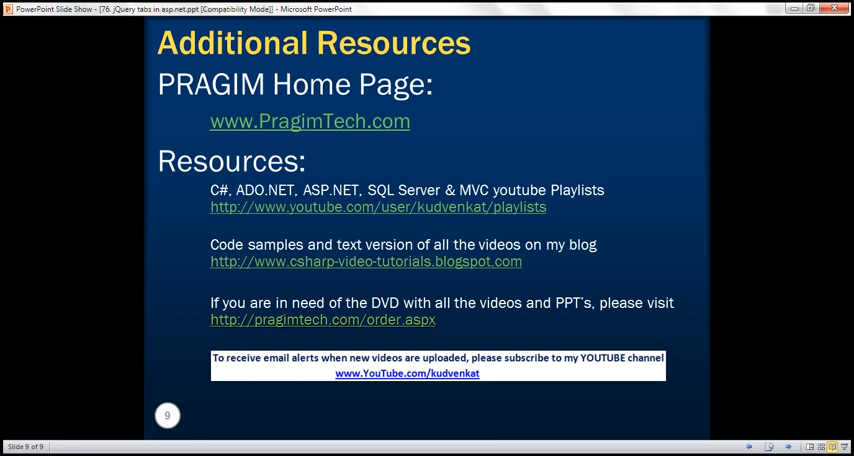 PowerPoint Slide Show - [76. jQuery tabs in asp.net.ppt [Compatibility Mode]] - Microsoft PowerPoint
Additional Resources
PRAGIM Home Page:
www.PragimTech.com
Resources:
C#, ADO.NET, ASP.NET, SQL Server & MVC youtube Playlists
http://www.youtube.com/user/kudvenkat/playlists
Code samples and text version of all the videos on my blog
http://www.csharp-video-tutorials.blogspot.com
If you are in need of the DVD with all the videos and PPT's, please visit
http://pragimtech.com/order.aspx
To receive email alerts when new videos are uploaded, please subscribe to my YOUTUBE channel
www.YouTube.com/kudvenkat
9
Slide 9 of 9